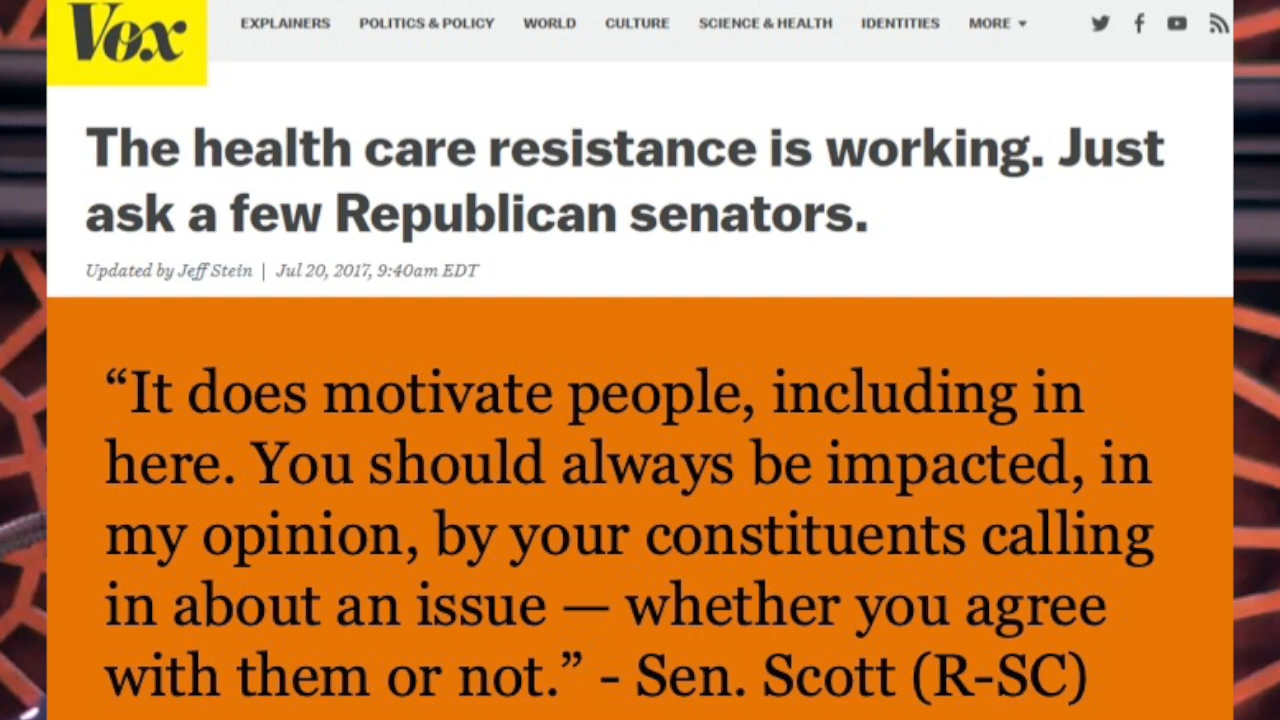 Vox
EXPLAINERS POLITICS & POLICY WORLD CULTURE SCIENCE & HEALTH IDENTITIES MORE
The health care resistance is working. Just
ask a few Republican senators.
Updated by Jeff Stein | Jul 20, 2017, 9:40am EDT
“It does motivate people, including in
here. You should always be impacted, in
my opinion, by your constituents calling
in about an issue — whether you agree
with them or not.” - Sen. Scott (R-SC)